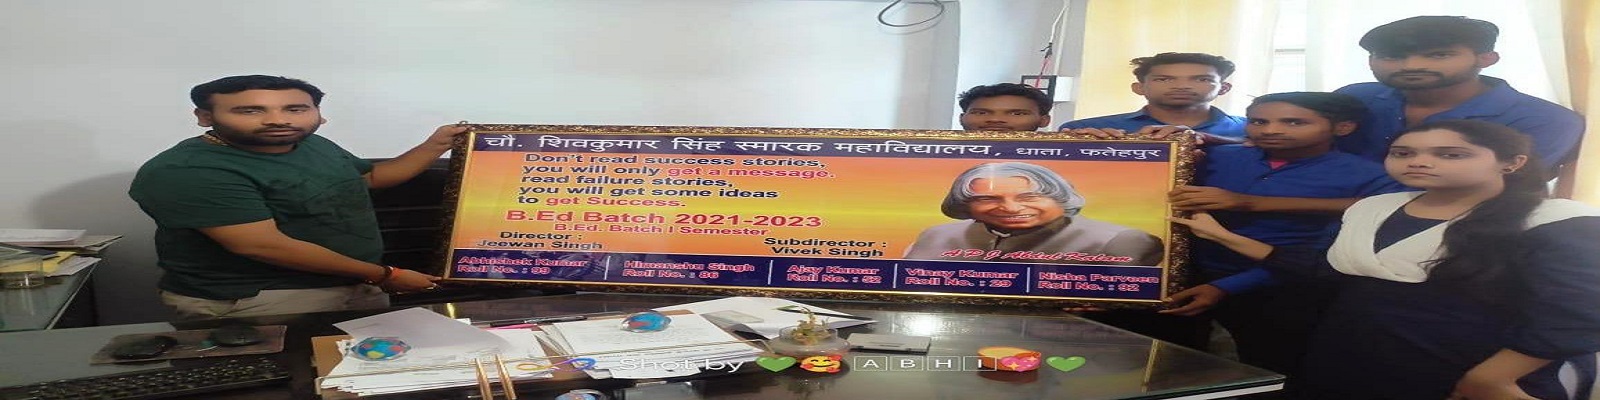 चौ. शिवकुमार सिंह स्मारक महाविद्यालय, धाता, फतेहपुर
Don't read success stories,
you will only get a message.
read failure stories,
you will get some ideas
to get Success.
B.Ed Batch 2021-2023
B.Ed. Batch I Semester
Director :
Jeewan Singh
Subdirector :
Vivek Singh
A P J Abdul Kalam
Abhishek Kumar
Roll No. : 99
Himanshu Singh
Roll No. : 86
Ajay Kumar
Roll No. : 52
Vinay Kumar
Roll No. : 29
Nisha Parveen
Roll No. : 92
Shot by 💚🥰 ABHI 💖💚